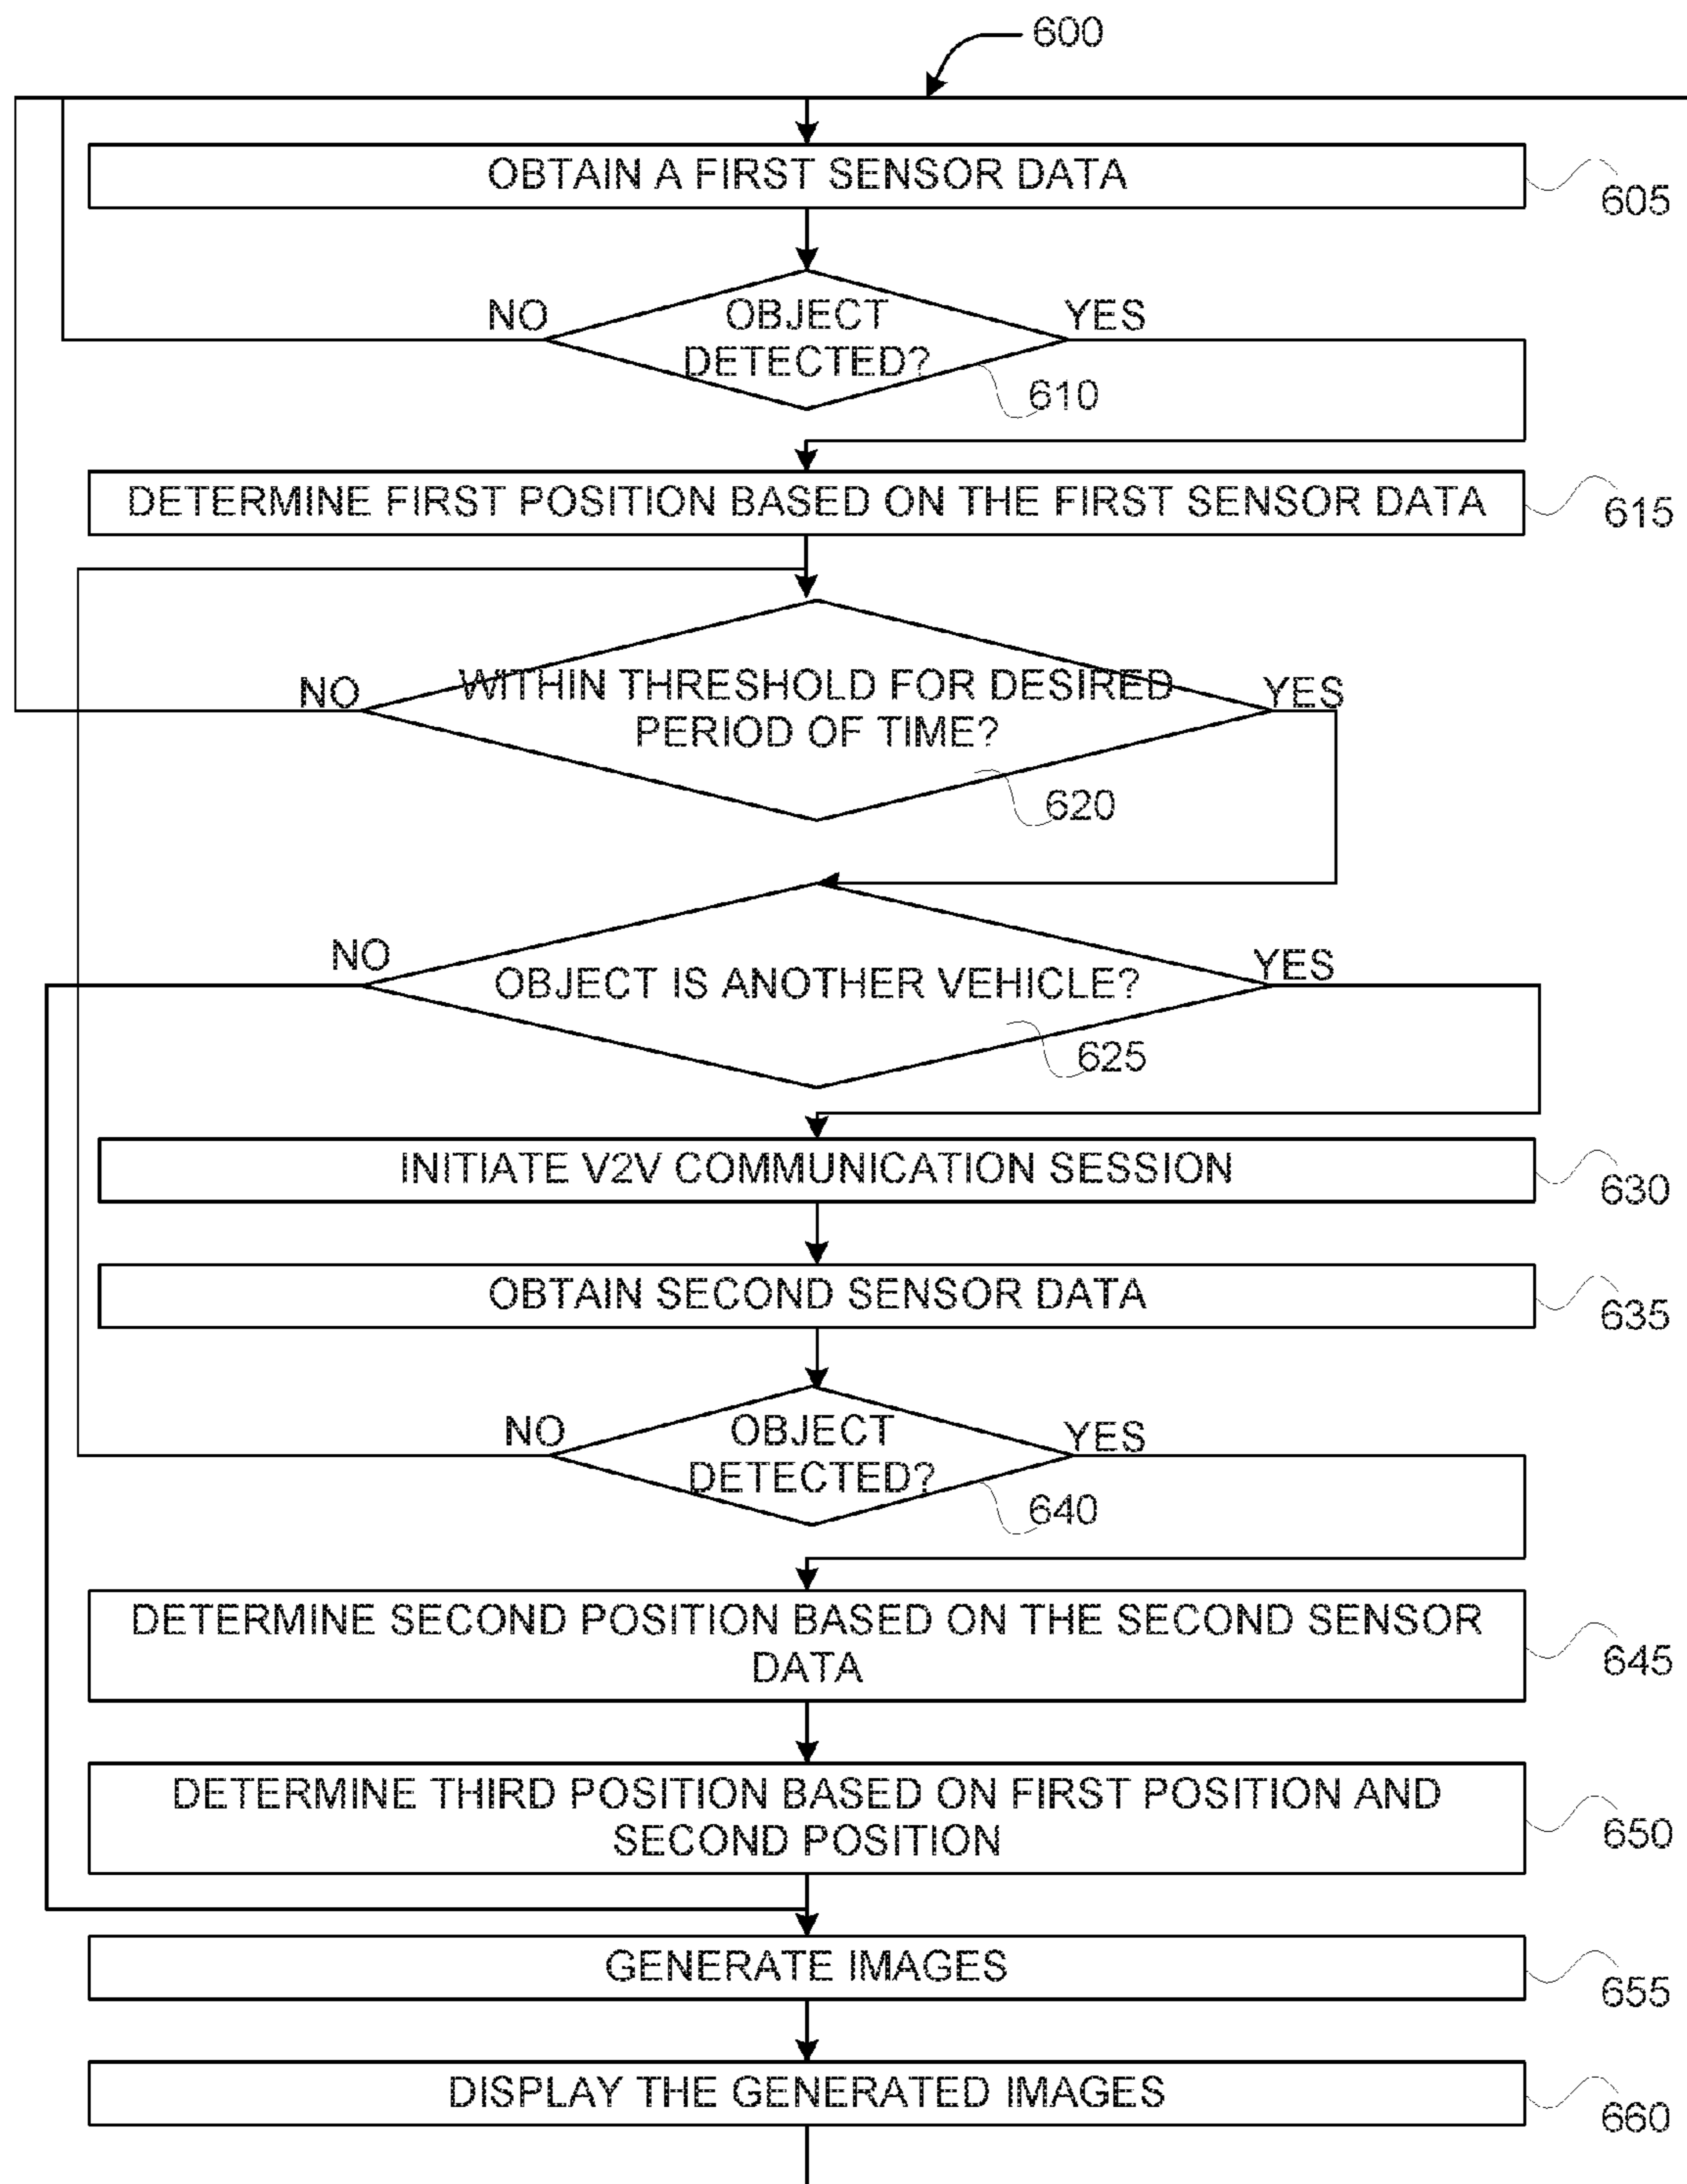 600
OBTAIN A FIRST SENSOR DATA
605
NO
OBJECT
DETECTED?
YES
610
DETERMINE FIRST POSITION BASED ON THE FIRST SENSOR DATA
615
NO
WITHIN THRESHOLD FOR DESIRED
PERIOD OF TIME?
YES
620
NO
OBJECT IS ANOTHER VEHICLE?
YES
625
INITIATE V2V COMMUNICATION SESSION
630
OBTAIN SECOND SENSOR DATA
635
NO
OBJECT
DETECTED?
YES
640
DETERMINE SECOND POSITION BASED ON THE SECOND SENSOR
DATA
645
DETERMINE THIRD POSITION BASED ON FIRST POSITION AND
SECOND POSITION
650
GENERATE IMAGES
655
DISPLAY THE GENERATED IMAGES
660